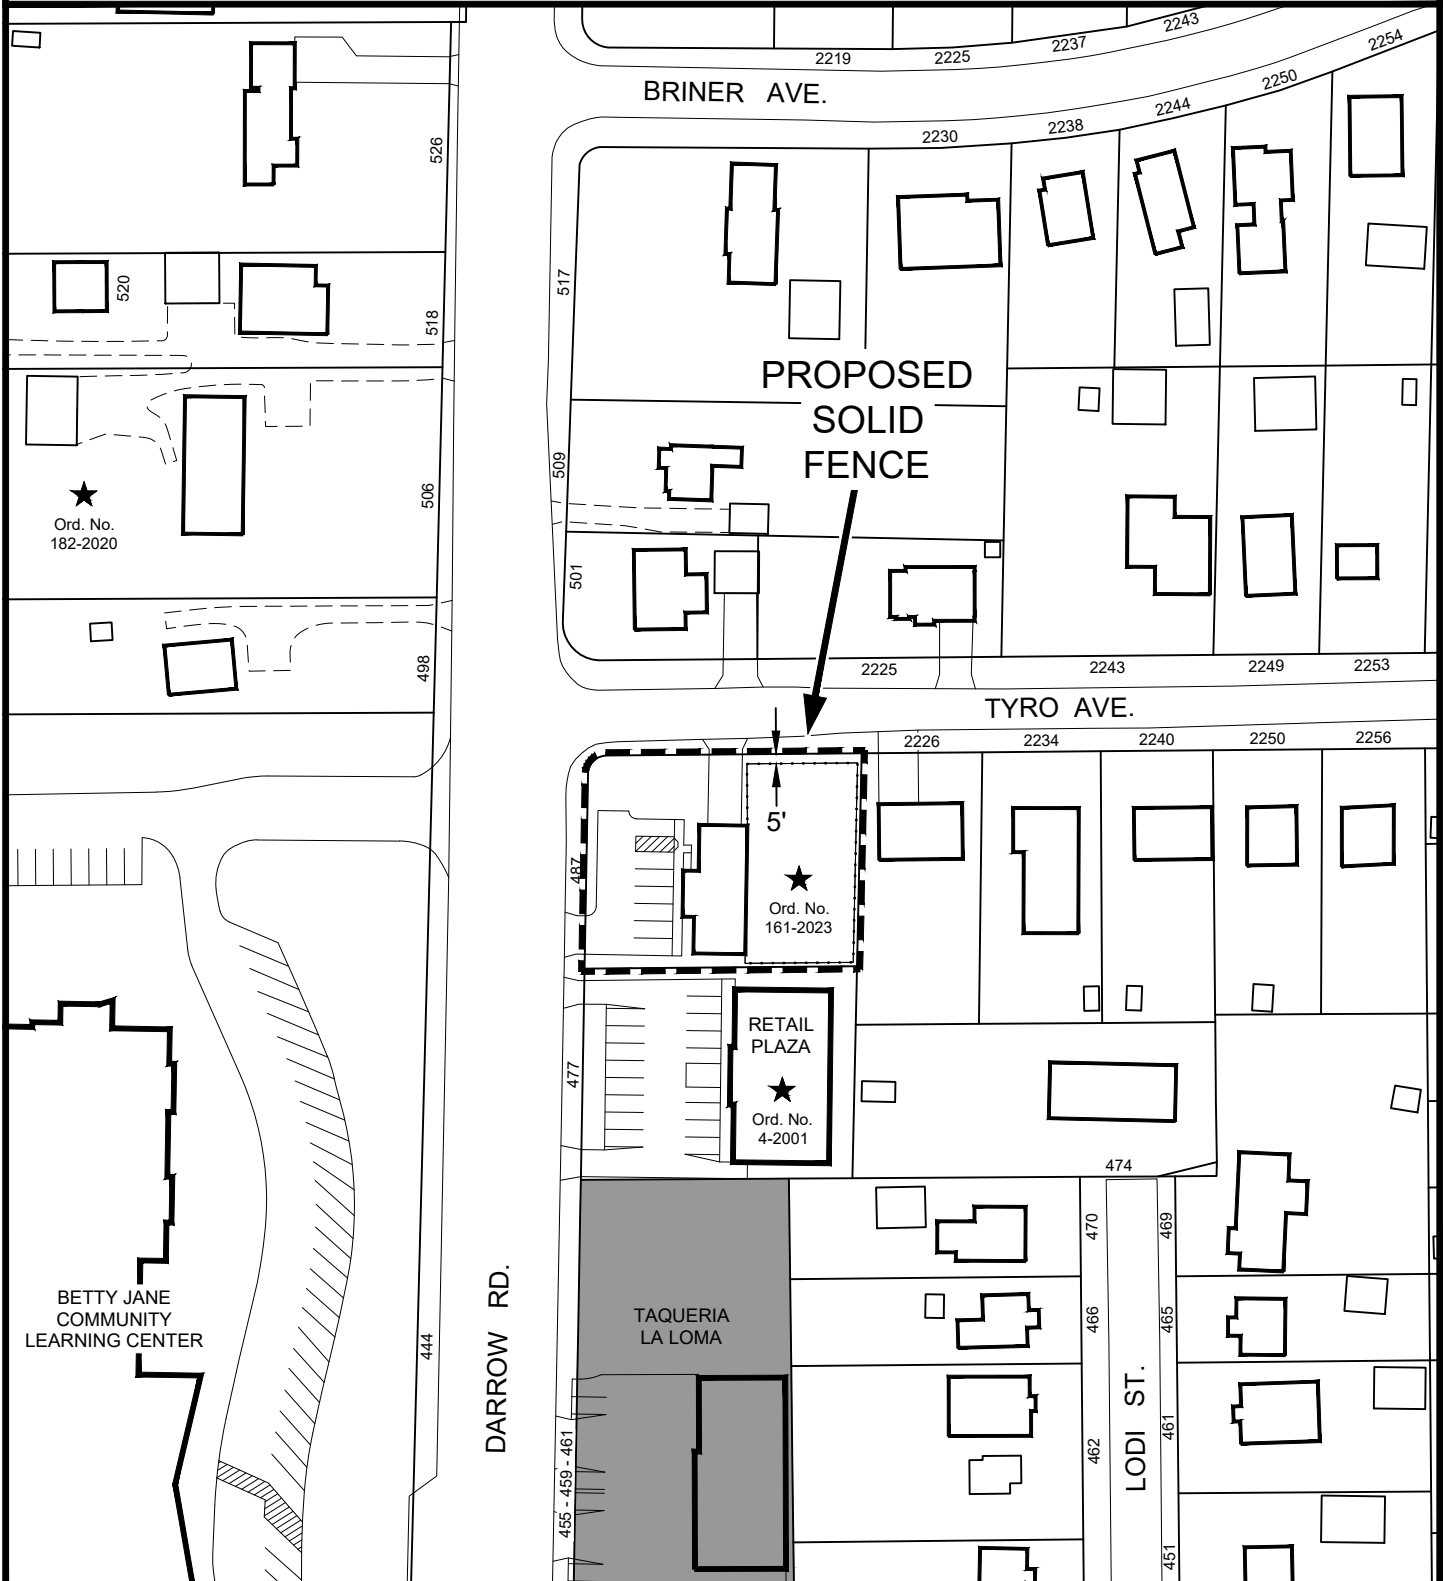 2219
2225
2237
2243
2254
BRINER AVE.
2250
2244
2238
2230
526
520
518
517
PROPOSED
SOLID
FENCE
509
506
Ord. No.
182-2020
501
498
2225
2243
2249
2253
TYRO AVE.
2226
2234
2240
2250
2256
5'
487
Ord. No.
161-2023
RETAIL
PLAZA
477
Ord. No.
4-2001
474
470
469
BETTY JANE
COMMUNITY
LEARNING CENTER
444
DARROW RD.
TAQUERIA
LA LOMA
466
465
455 - 459 - 461
462
LODI ST.
461
451